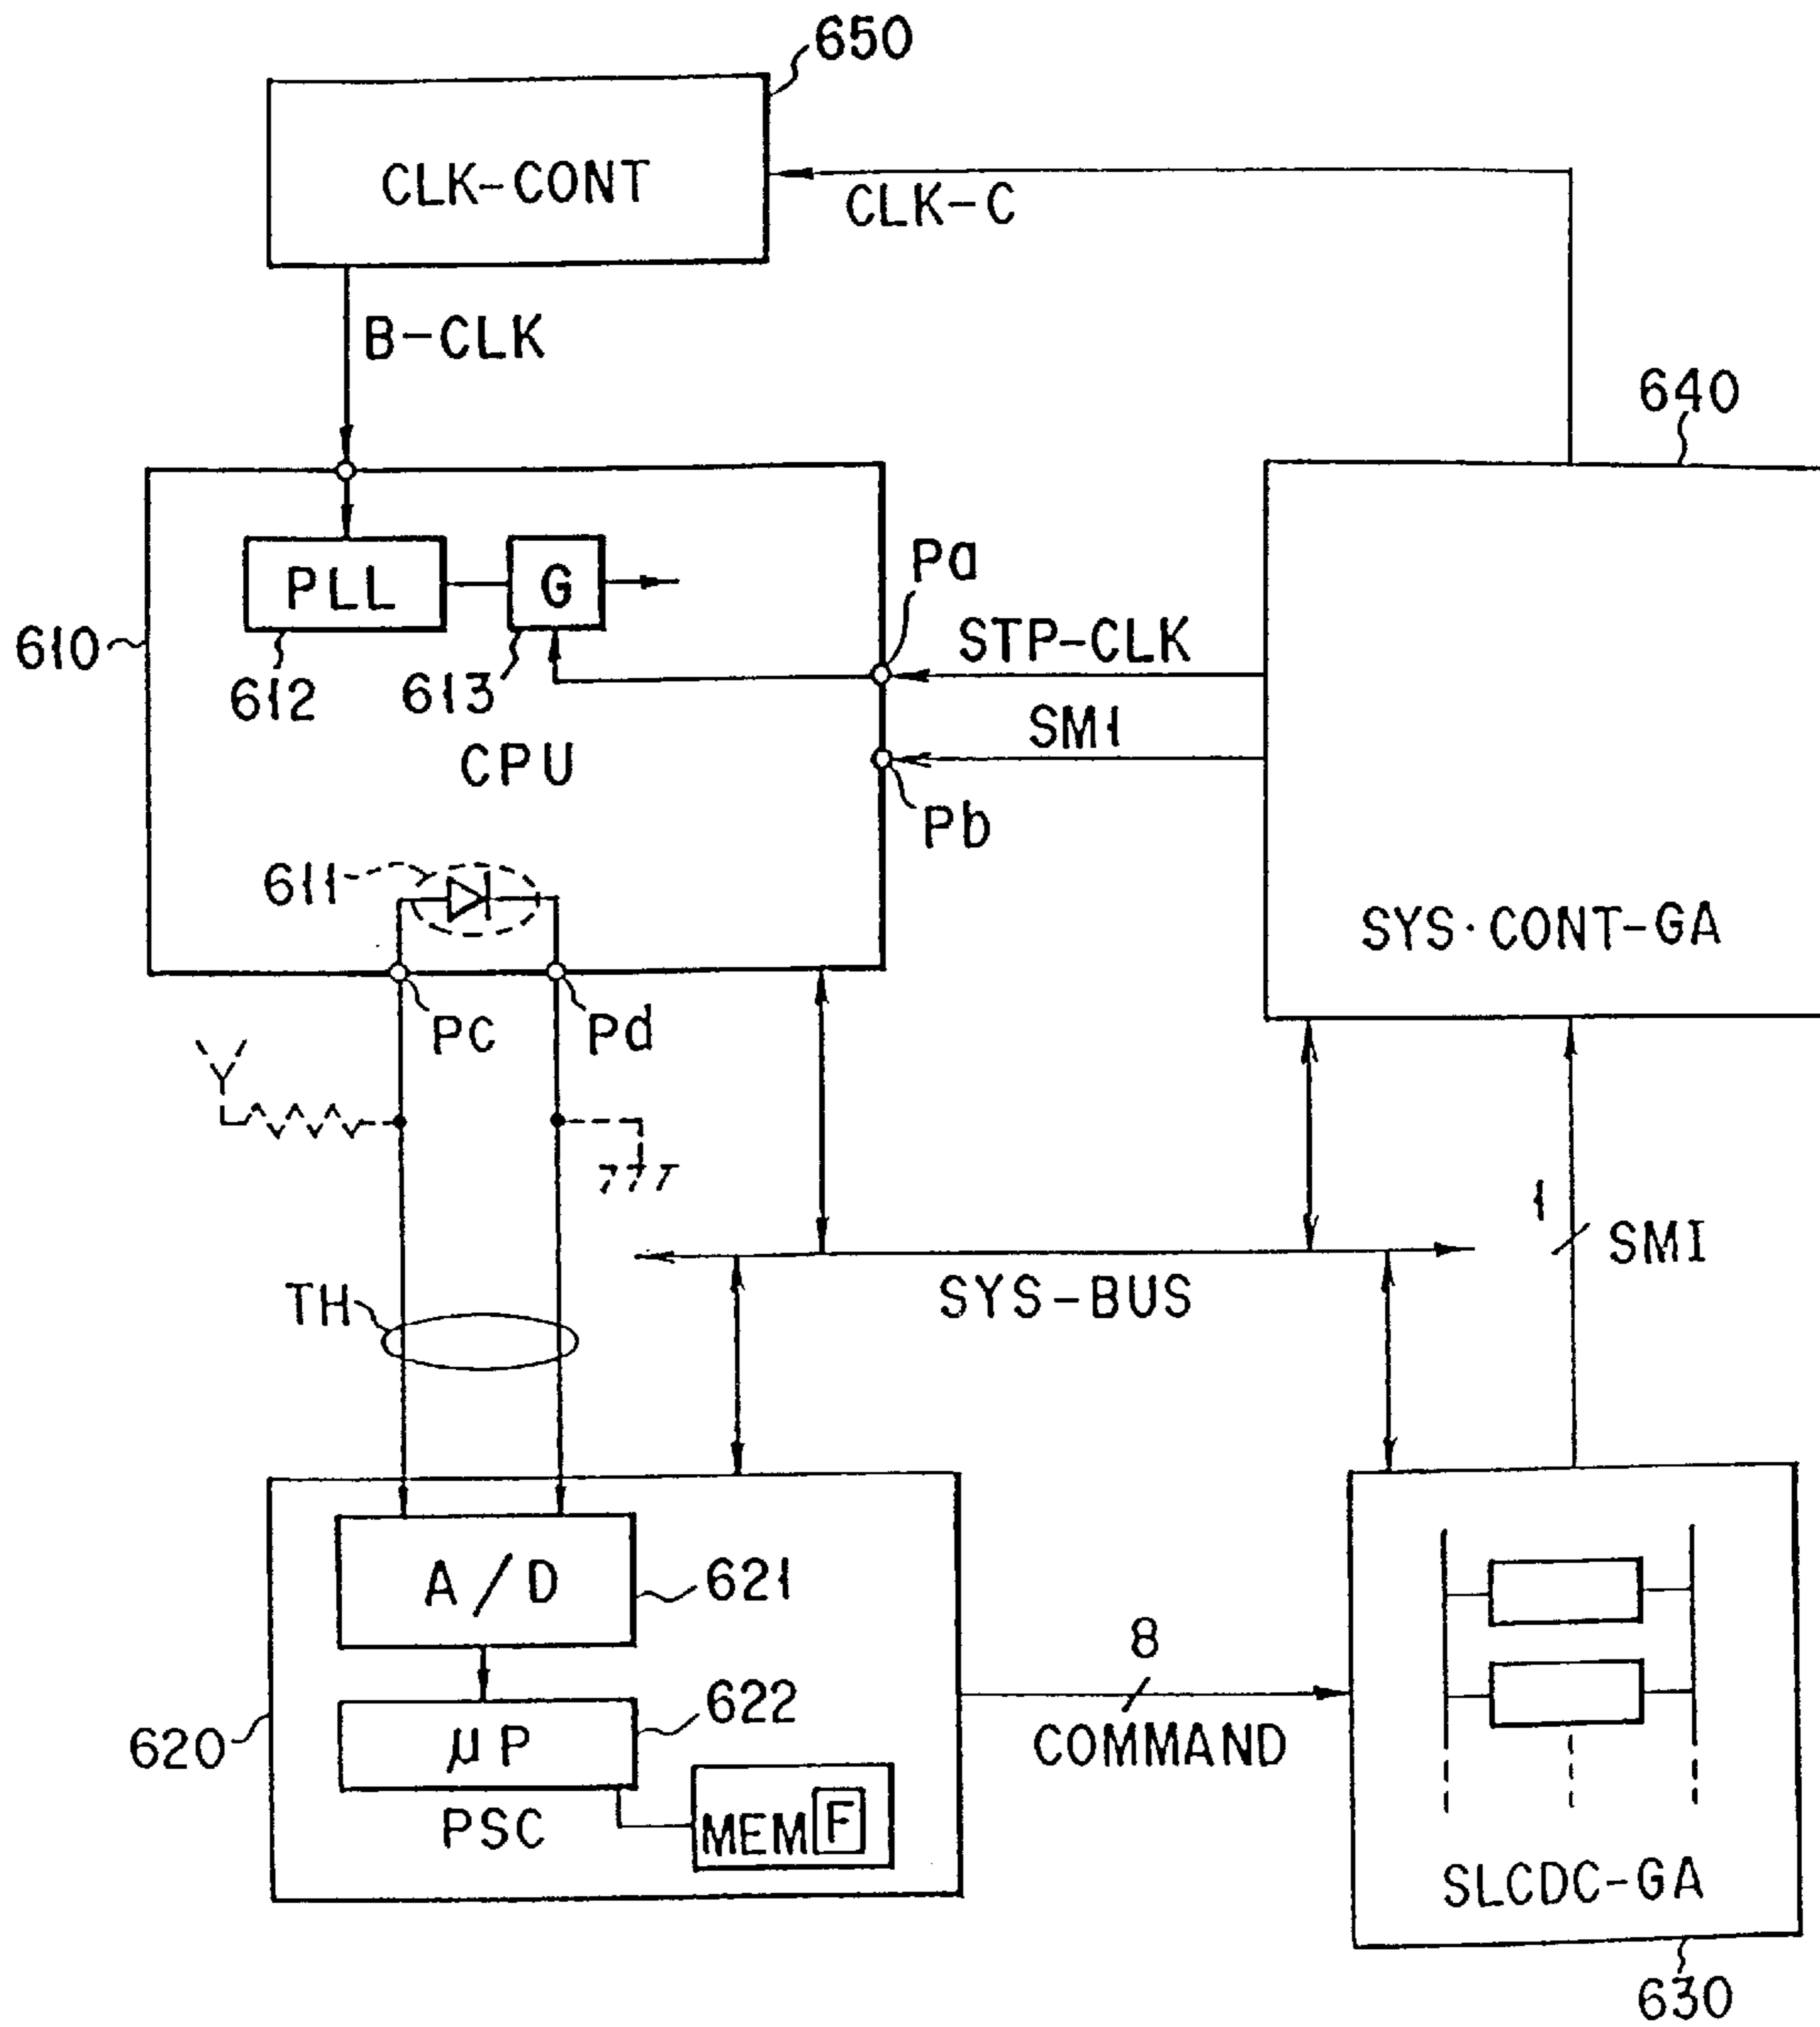 650
CLK-CONT
CLK-C
B-CLK
640
PLL
G
Pa
610
612
613
STP-CLK
SMI
CPU
Pb
611
SYS·CONT-GA
PC
Pd
1
SMI
TH
SYS-BUS
A/D
621
8
622
620
μP
COMMAND
PSC
MEM F
SLCDC-GA
630